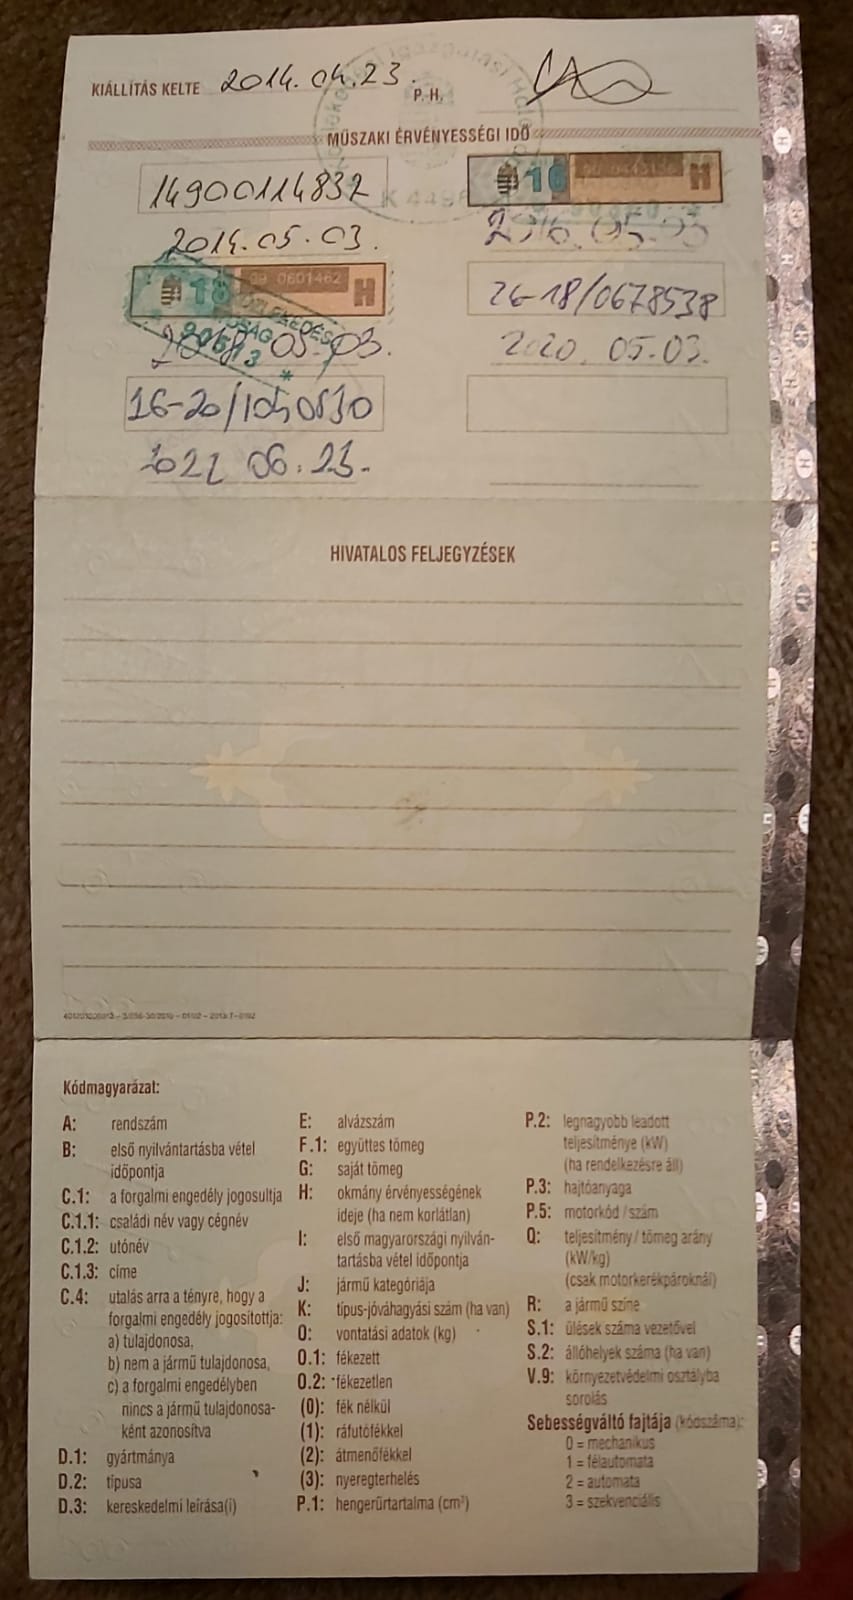 KIÁLLÍTÁS KELTE 2014.04.23.
P. H.
MŰSZAKI ÉRVÉNYESSÉGI IDŐ
14900114832
16 H
K 449
2014.05.03.
2016.05.03
18 09 0601462 H
26-18/0678538
2018.05.03.
2020.05.03.
16-20/1040510
2022 06.23.
HIVATALOS FELJEGYZÉSEK
Kódmagyarázat:
A: rendszám
B: első nyilvántartásba vétel
időpontja
C.1: a forgalmi engedély jogosultja
C.1.1: családi név vagy cégnév
C.1.2: utónév
C.1.3: címe
C.4: utalás arra a tényre, hogy a
forgalmi engedély jogosítottja:
a) tulajdonosa,
b) nem a jármű tulajdonosa,
c) a forgalmi engedélyben
nincs a jármű tulajdonosa-
ként azonosítva
D.1: gyártmánya
D.2: típusa
D.3: kereskedelmi leírása(i)
E: alvázszám
F.1: együttes tömeg
G: saját tömeg
H: okmány érvényességének
ideje (ha nem korlátlan)
I: első magyarországi nyilván-
tartásba vétel időpontja
J: jármű kategóriája
K: típus-jóváhagyási szám (ha van)
O: vontatási adatok (kg)
O.1: fékezett
O.2: fékezetlen
(0): fék nélkül
(1): ráfutófékkel
(2): átmenőfékkel
(3): nyeregterhelés
P.1: hengerűrtartalma (cm³)
P.2: legnagyobb leadott
teljesítménye (kW)
(ha rendelkezésre áll)
P.3: hajtóanyaga
P.5: motorkód / szám
Q: teljesítmény / tömeg arány
(kW/kg)
(csak motorkerékpároknál)
R: a jármű színe
S.1: ülések száma vezetővel
S.2: állóhelyek száma (ha van)
V.9: környezetvédelmi osztályba
sorolás
Sebességváltó fajtája (kódszáma):
0 = mechanikus
1 = félautomata
2 = automata
3 = szekvenciális